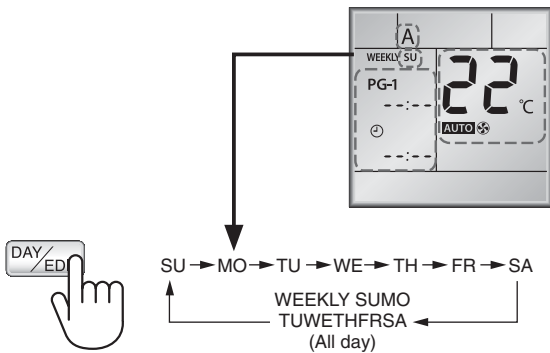 A
WEEKLY SU
PG-1
22 °C
--:--
AUTO
--:--
DAY/EDI
SU MO TU WE TH FR SA
WEEKLY SUMO
TUWETHFRSA
(All day)